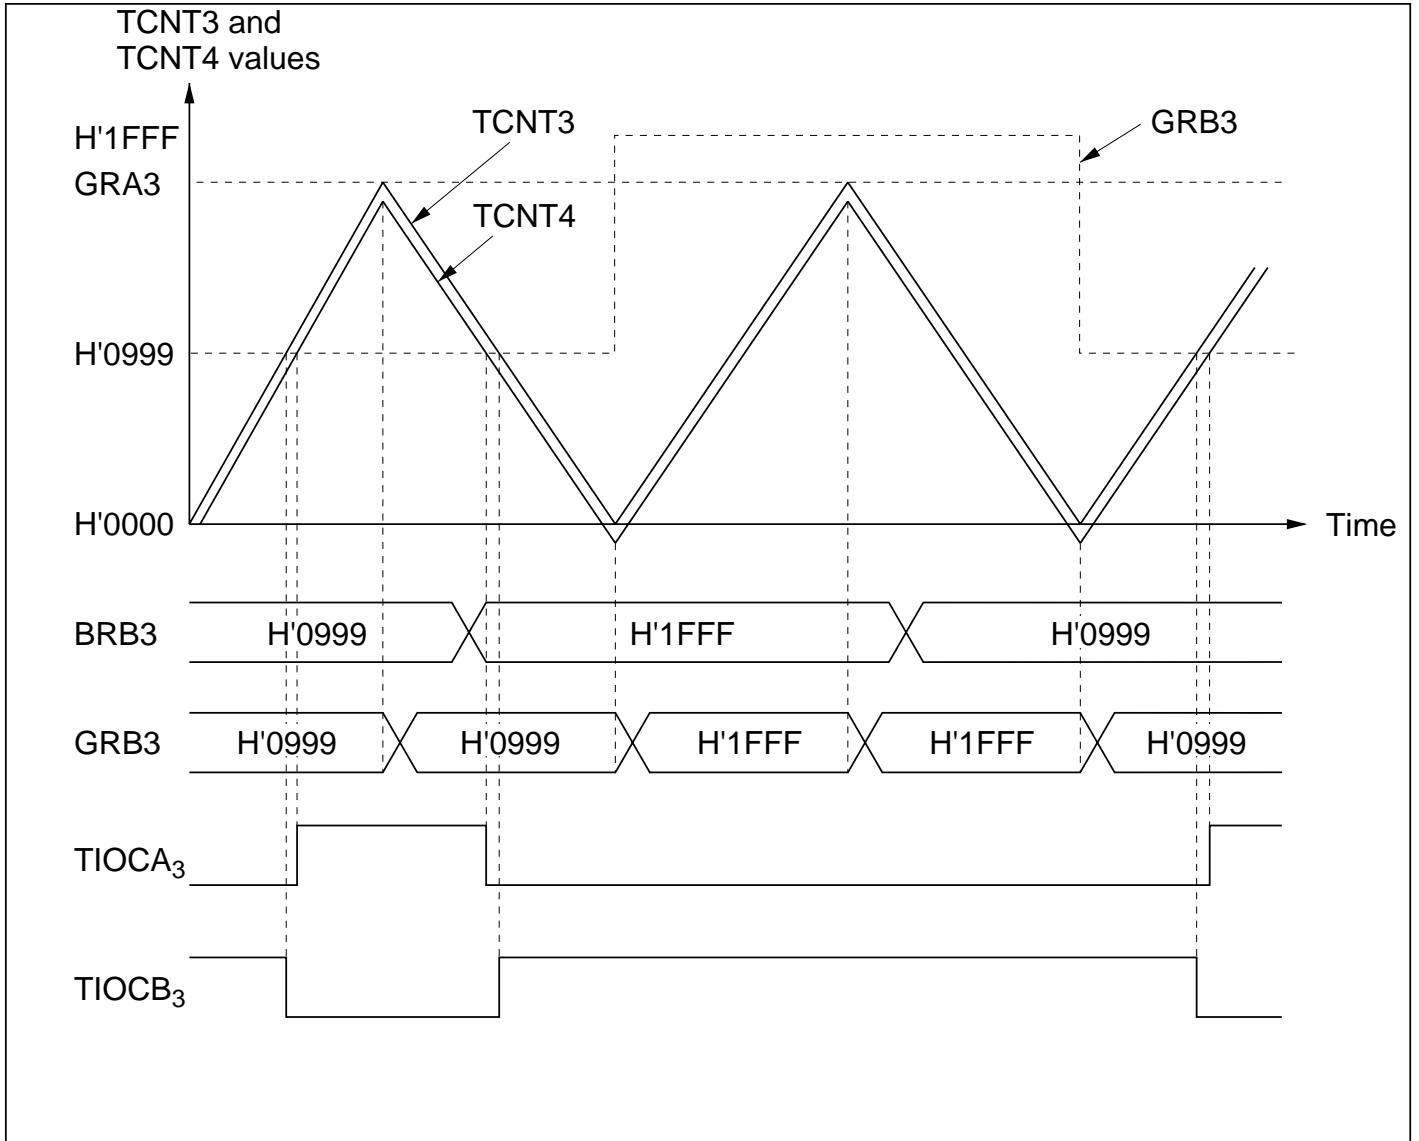 TCNT3 and
TCNT4 values
H'1FFF
TCNT3
GRB3
GRA3
TCNT4
H'0999
H'0000
Time
BRB3 H'0999 H'1FFF H'0999
GRB3 H'0999 H'0999 H'1FFF H'1FFF H'0999
TIOCA3
TIOCB3